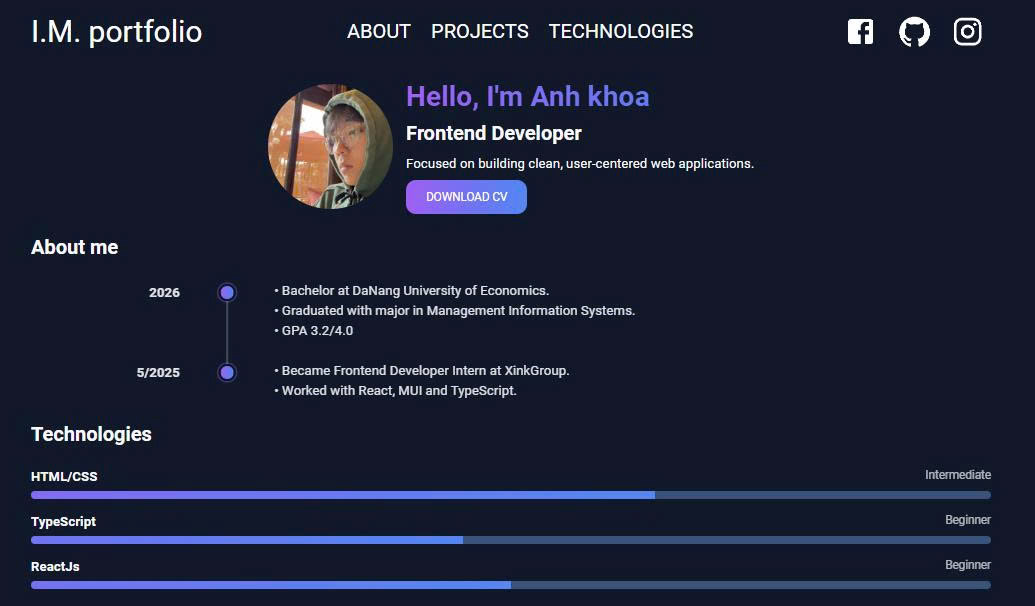 I.M. portfolio
ABOUT PROJECTS TECHNOLOGIES
Hello, I'm Anh khoa
Frontend Developer
Focused on building clean, user-centered web applications.
DOWNLOAD CV
About me
2026
• Bachelor at DaNang University of Economics.
• Graduated with major in Management Information Systems.
• GPA 3.2/4.0
5/2025
• Became Frontend Developer Intern at XinkGroup.
• Worked with React, MUI and TypeScript.
Technologies
HTML/CSS Intermediate
TypeScript Beginner
ReactJs Beginner